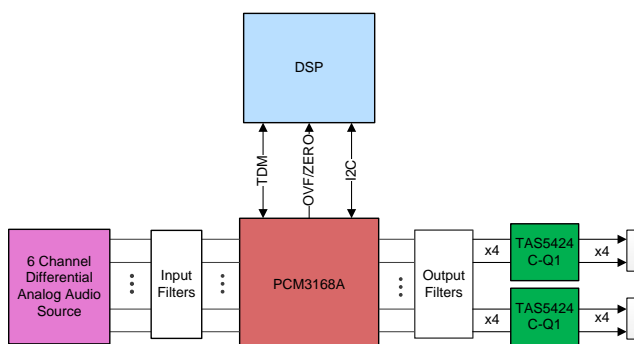 DSP
TDM
OVF/ZERO
I2C
6 Channel
Differential
Analog Audio
Source
Input
Filters
PCM3168A
Output
Filters
x4
TAS5424
C-Q1
x4
x4
TAS5424
C-Q1
x4